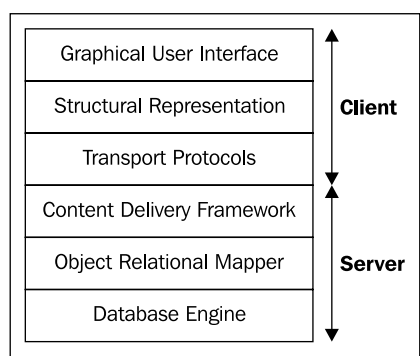 Graphical User Interface
Structural Representation
Client
Transport Protocols
Content Delivery Framework
Object Relational Mapper
Server
Database Engine